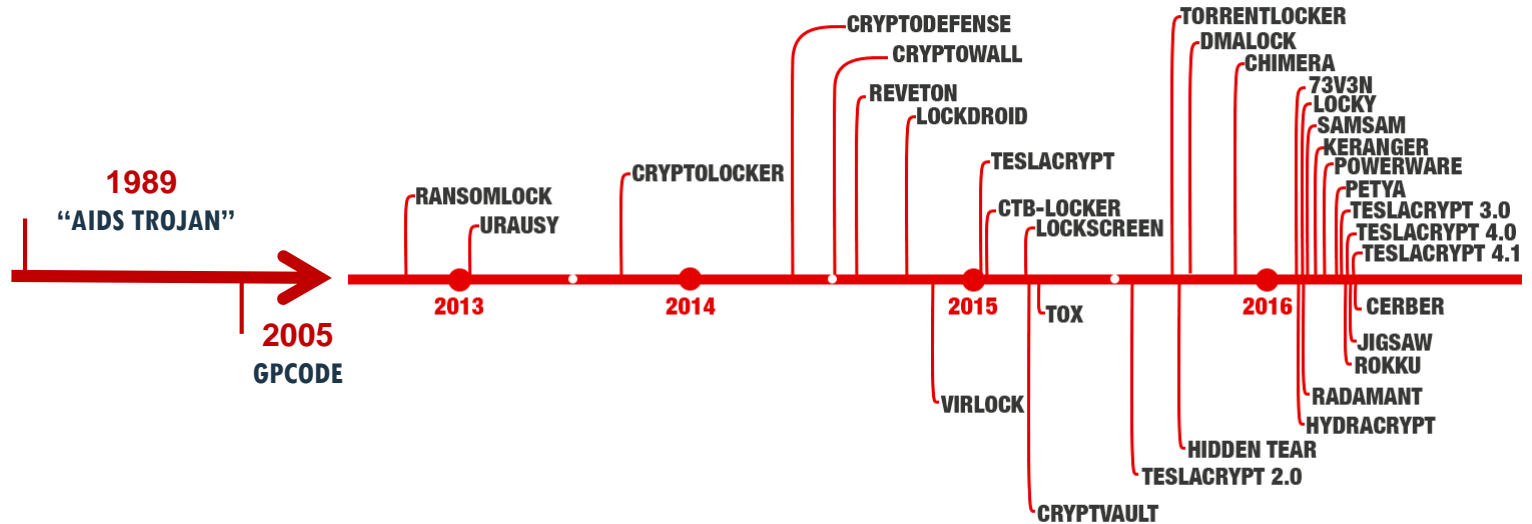 1989
“AIDS TROJAN”
2005
GPCODE
RANSOMLOCK
URAUSY
2013
CRYPTOLOCKER
2014
CRYPTODEFENSE
CRYPTOWALL
REVETON
LOCKDROID
VIRLOCK
2015
TESLACRYPT
CTB-LOCKER
LOCKSCREEN
TOX
CRYPTVAULT
TESLACRYPT 2.0
HIDDEN TEAR
TORRENTLOCKER
DMALOCK
CHIMERA
2016
73V3N
LOCKY
SAMSAM
KERANGER
POWERWARE
PETYA
TESLACRYPT 3.0
TESLACRYPT 4.0
TESLACRYPT 4.1
CERBER
JIGSAW
ROKKU
RADAMANT
HYDRACRYPT